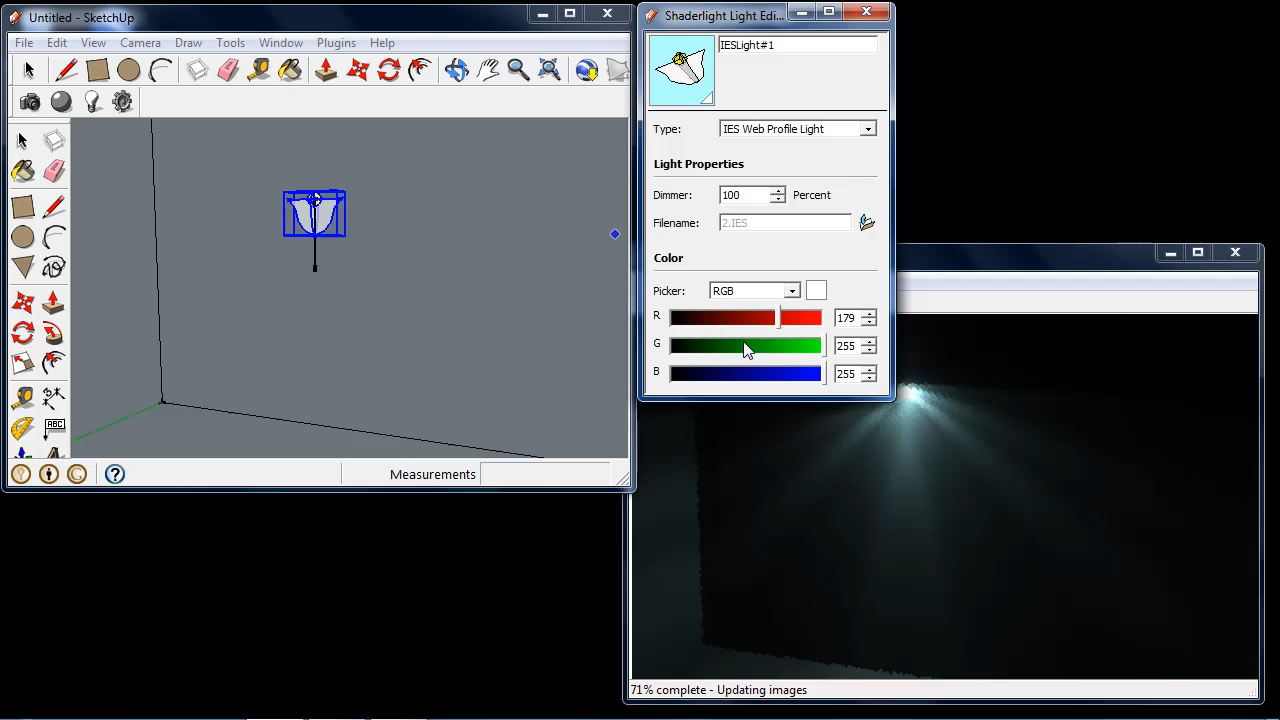 Untitled - SketchUp
File Edit View Camera Draw Tools Window Plugins Help
ABC
Measurements
Shaderlight Light Edi...
IESLight#1
Type: IES Web Profile Light
Light Properties
Dimmer: 100 Percent
Filename: 2.IES
Color
Picker: RGB
R 179
G 255
B 255
71% complete - Updating images